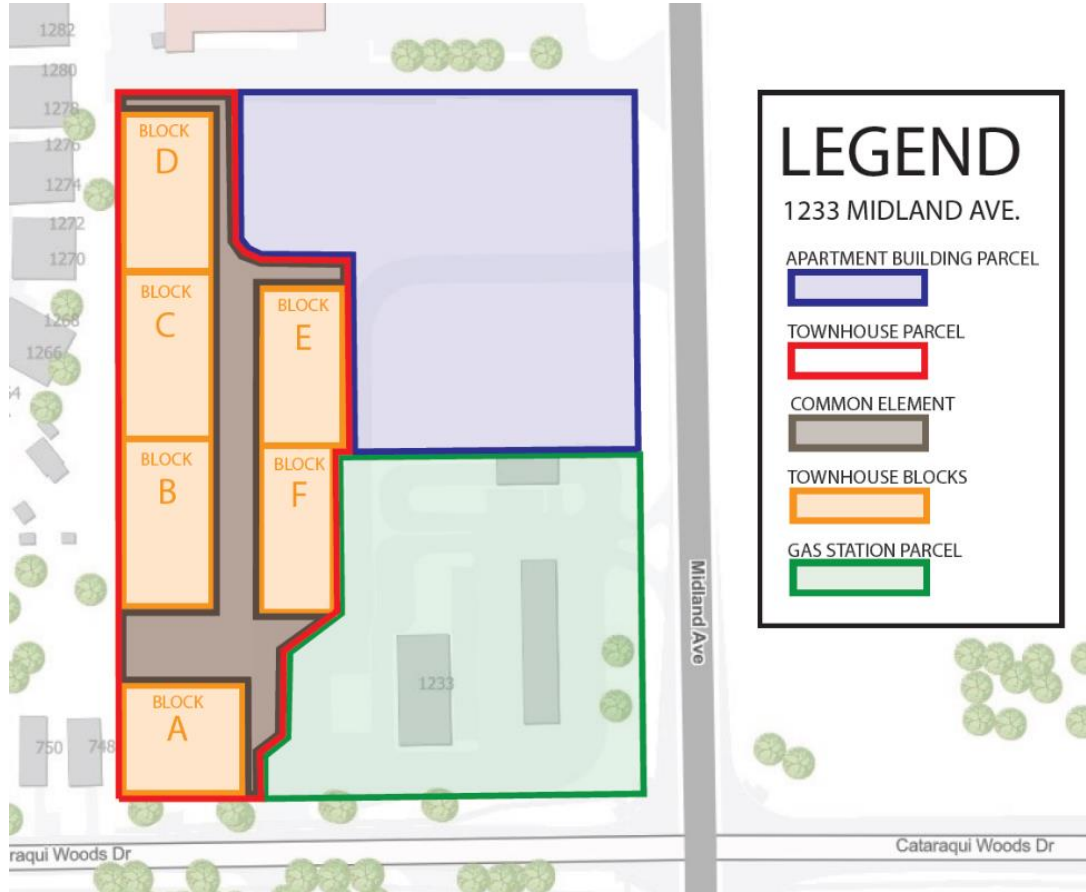 1282
1280
1278
1276
1274
1272
1270
1268
1266
BLOCK
D
BLOCK
C
BLOCK
E
BLOCK
B
BLOCK
F
BLOCK
A
750
748
1233
Midland Ave
raqui Woods Dr
Cataraqui Woods Dr
LEGEND
1233 MIDLAND AVE.
APARTMENT BUILDING PARCEL
TOWNHOUSE PARCEL
COMMON ELEMENT
TOWNHOUSE BLOCKS
GAS STATION PARCEL